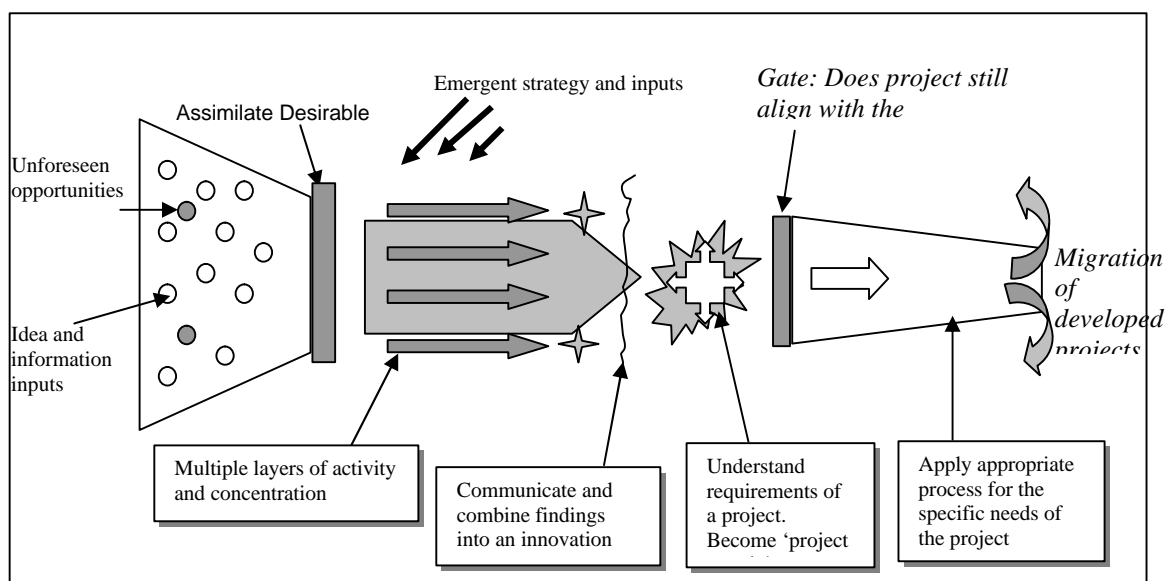 Emergent strategy and inputs
Gate: Does project still
align with the
Assimilate Desirable
Unforeseen
opportunities
Idea and
information
inputs
Migration
of
developed
projects
Multiple layers of activity
and concentration
Communicate and
combine findings
into an innovation
Understand
requirements of
a project.
Become ‘project
Apply appropriate
process for the
specific needs of
the project